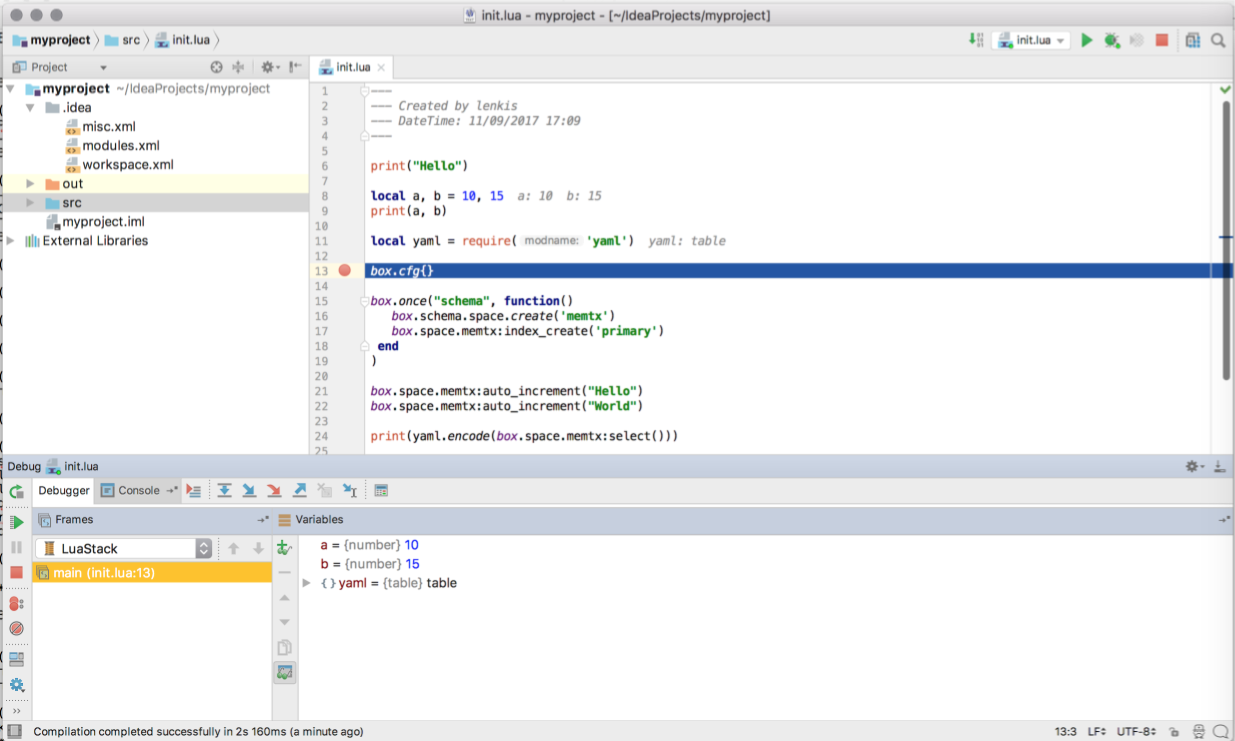 init.lua - myproject - [~/IdeaProjects/myproject]
myproject src init.lua
init.lua
Project
init.lua
myproject ~/IdeaProjects/myproject
.idea
misc.xml
modules.xml
workspace.xml
out
src
myproject.iml
External Libraries
1 ---
2 --- Created by lenkis
3 --- DateTime: 11/09/2017 17:09
4 ---
5
6 print("Hello")
7
8 local a, b = 10, 15 a: 10 b: 15
9 print(a, b)
10
11 local yaml = require( modname: 'yaml') yaml: table
12
13 box.cfg{}
14
15 box.once("schema", function()
16 box.schema.space.create('memtx')
17 box.space.memtx:index_create('primary')
18 end
19 )
20
21 box.space.memtx:auto_increment("Hello")
22 box.space.memtx:auto_increment("World")
23
24 print(yaml.encode(box.space.memtx:select()))
25
Debug init.lua
Debugger Console
Frames
Variables
LuaStack
main (init.lua:13)
a = {number} 10
b = {number} 15
{} yaml = {table} table
Compilation completed successfully in 2s 160ms (a minute ago)
13:3 LF UTF-8